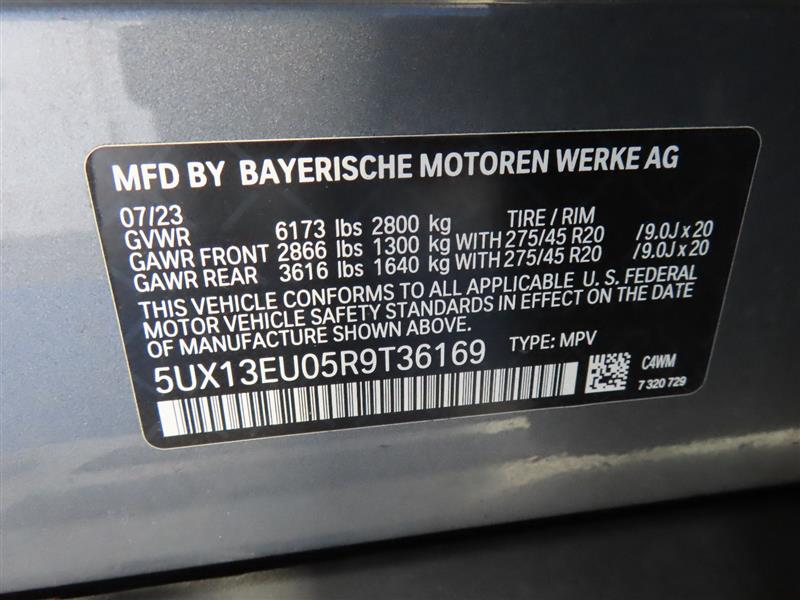 MFD BY BAYERISCHE MOTOREN WERKE AG
07/23 TIRE / RIM
GVWR 6173 lbs 2800 kg
GAWR FRONT 2866 lbs 1300 kg WITH 275/45 R20 /9.0J x 20
GAWR REAR 3616 lbs 1640 kg WITH 275/45 R20 /9.0J x 20
THIS VEHICLE CONFORMS TO ALL APPLICABLE U. S. FEDERAL
MOTOR VEHICLE SAFETY STANDARDS IN EFFECT ON THE DATE
OF MANUFACTURE SHOWN ABOVE.
5UX13EU05R9T36169 TYPE: MPV
C4WM
7 320 729